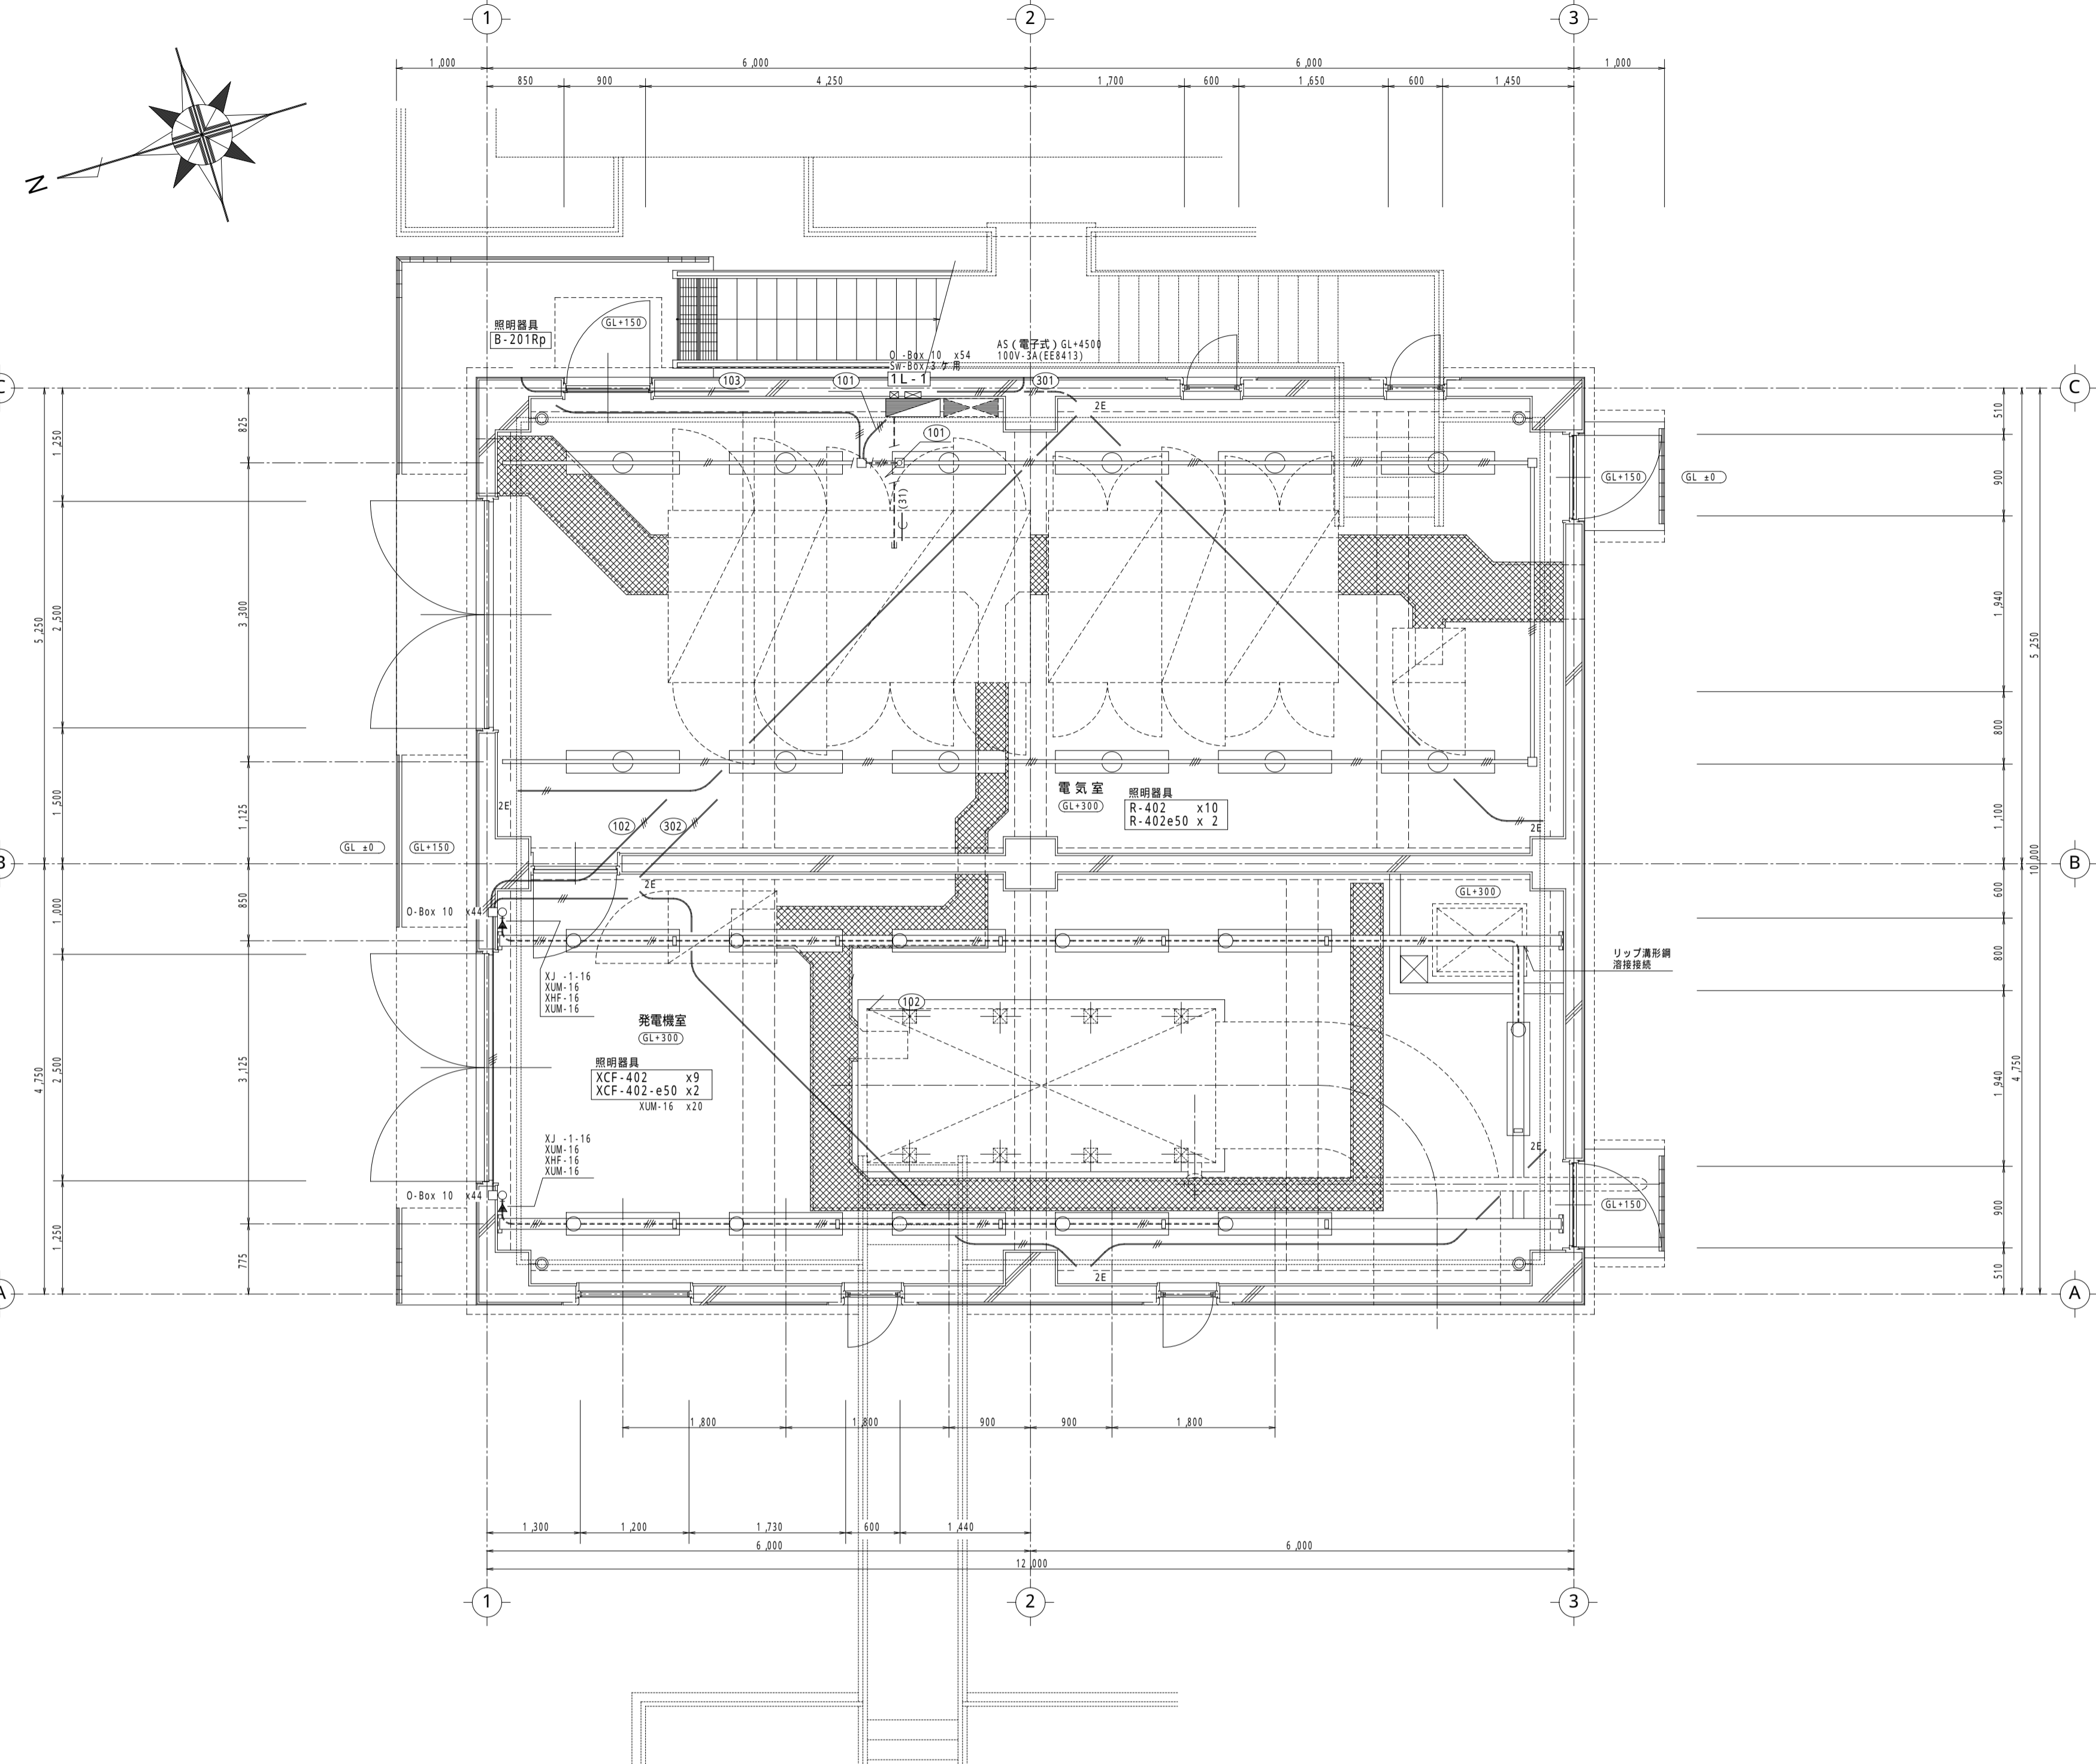 1
2
3
1,000
6,000
6,000
1,000
850
900
4,250
1,700
600
1,650
600
1,450
N
照明器具
B-201Rp
GL+150
AS(電子式)GL+4500
100V-3A(EE8413)
O -Box 10 x54
Sw-Box 3ケ用
1L-1
103
101
301
2E
C
C
101
C (31)
GL+150
GL ±0
1,250
825
2,500
5,250
3,300
1,500
1,125
510
900
1,940
5,250
800
1,100
2E
102
302
電気室
GL+300
照明器具
R-402 x10
R-402e50 x 2
2E
GL ±0
GL+150
B
B
10,000
2E
O-Box 10 x44
GL+300
リップ溝形鋼
溶接接続
XJ -1-16
XUM-16
XHF-16
XUM-16
102
発電機室
GL+300
照明器具
XCF-402 x9
XCF-402-e50 x2
XUM-16 x20
XJ -1-16
XUM-16
XHF-16
XUM-16
O-Box 10 x44
2E
GL+150
2E
1,000
850
2,500
4,750
3,125
1,250
775
600
800
1,940
4,750
900
510
A
A
1,800
1,800
900
900
1,800
1,300
1,200
1,730
600
1,440
6,000
6,000
12,000
1
2
3